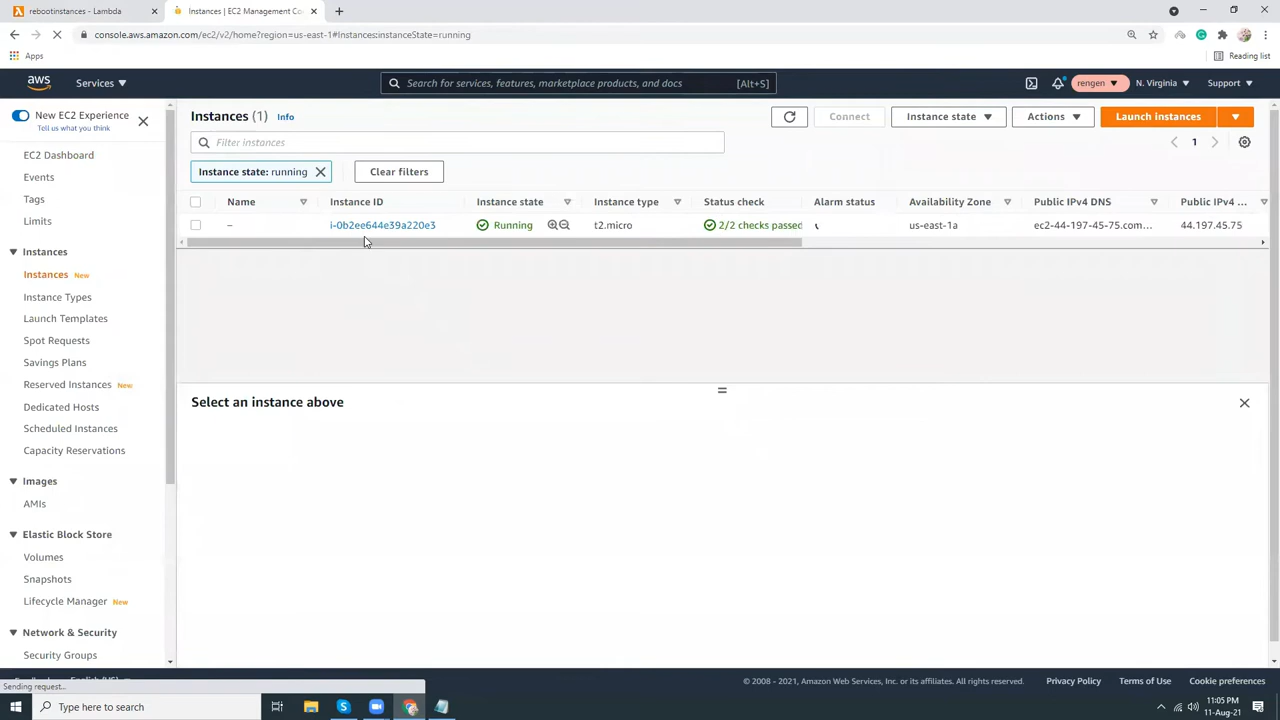 rebootinstances - Lambda
Instances | EC2 Management Co
console.aws.amazon.com/ec2/v2/home?region=us-east-1#Instances:instanceState=running
Apps
Reading list
aws
Services
Search for services, features, marketplace products, and docs
[Alt+S]
rengen
N. Virginia
Support
New EC2 Experience
Tell us what you think
EC2 Dashboard
Events
Tags
Limits
Instances
Instances New
Instance Types
Launch Templates
Spot Requests
Savings Plans
Reserved Instances New
Dedicated Hosts
Scheduled Instances
Capacity Reservations
Images
AMIs
Elastic Block Store
Volumes
Snapshots
Lifecycle Manager New
Network & Security
Security Groups
Instances (1) Info
Connect
Instance state
Actions
Launch instances
Filter instances
1
Instance state: running
Clear filters
Name Instance ID Instance state Instance type Status check Alarm status Availability Zone Public IPv4 DNS Public IPv4 ...
– i-0b2ee644e39a220e3 Running t2.micro 2/2 checks passed us-east-1a ec2-44-197-45-75.com... 44.197.45.75
Select an instance above
© 2008 - 2021, Amazon Web Services, Inc. or its affiliates. All rights reserved.
Privacy Policy
Terms of Use
Cookie preferences
Sending request...
Type here to search
11:05 PM
11-Aug-21